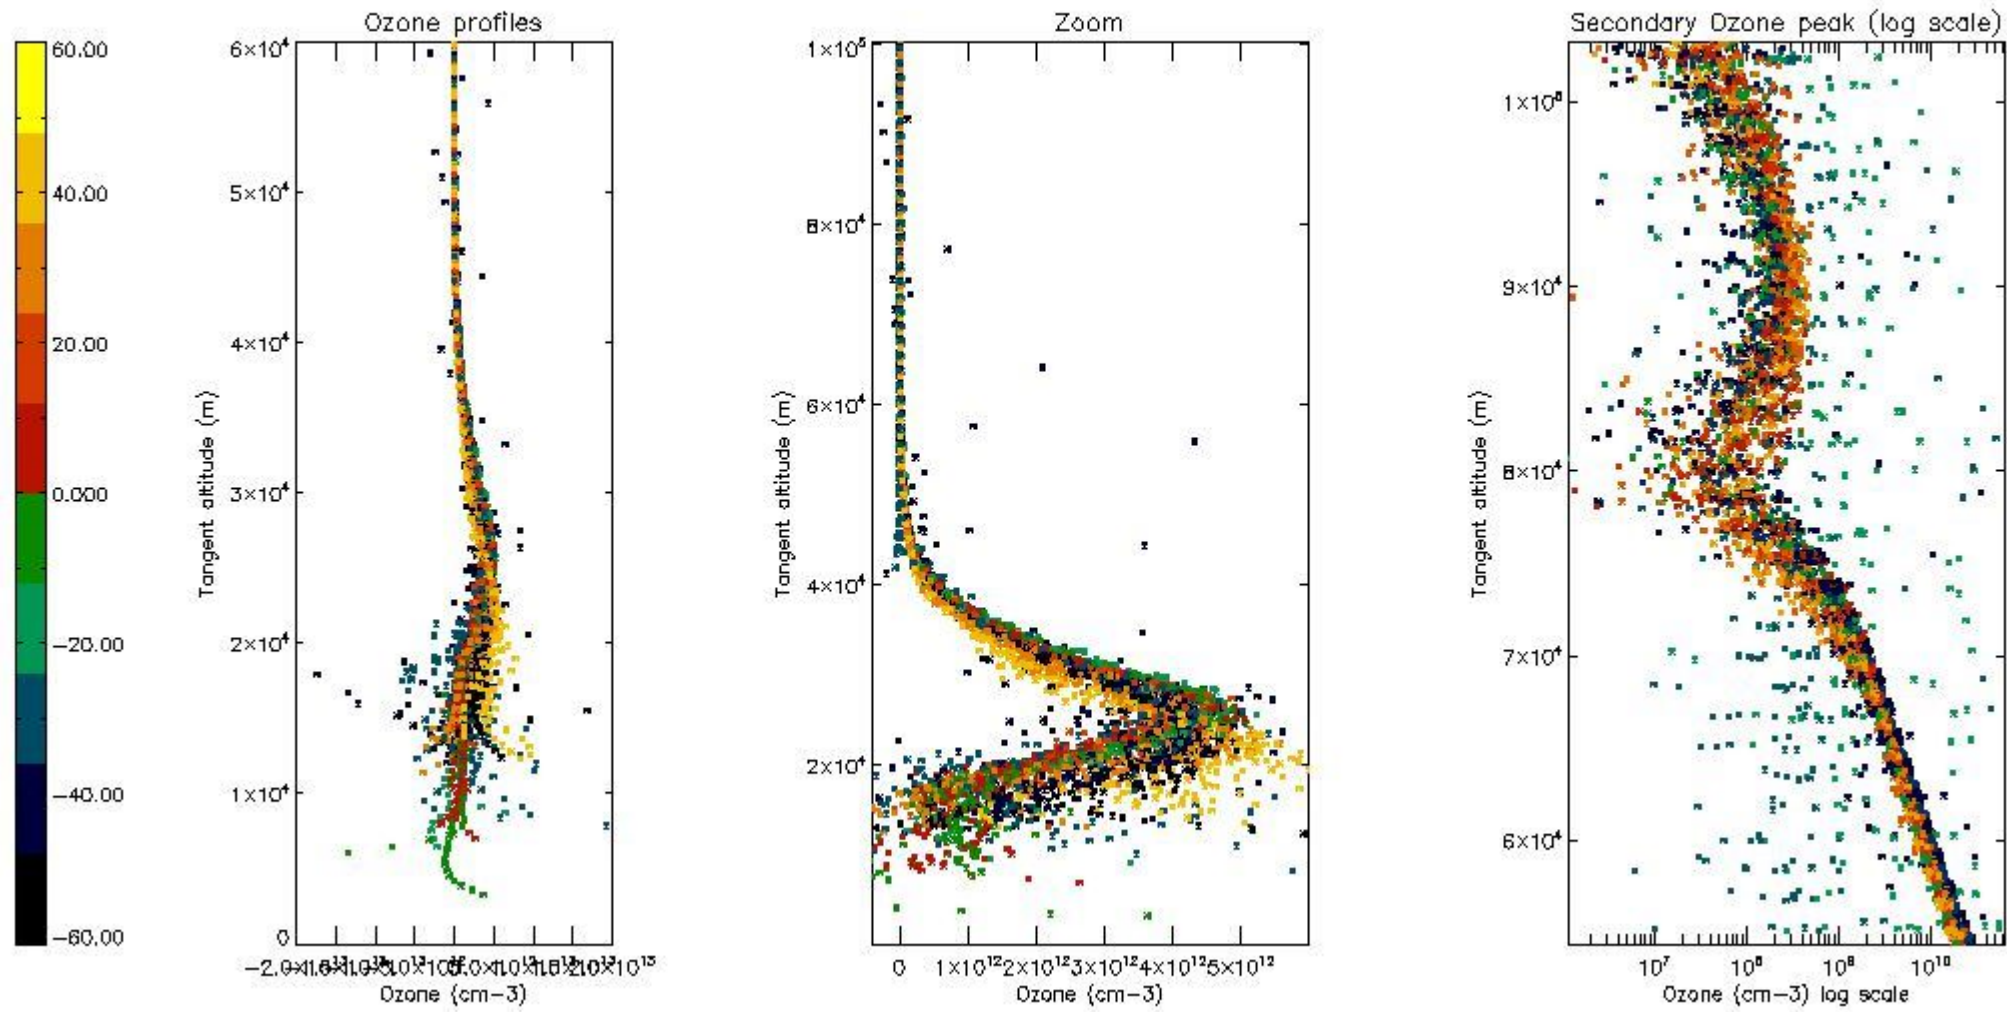 Ozone profiles
Zoom
Secondary Ozone peak (log scale)
60.00
40.00
20.00
−20.00
−40.00
−60.00
6×10⁴
5×10⁴
4×10⁴
3×10⁴
2×10⁴
1×10⁴
0
Tangent altitude (m)
Ozone (cm−3)
1×10⁵
8×10⁴
6×10⁴
4×10⁴
2×10⁴
Tangent altitude (m)
0 1×10¹² 2×10¹² 3×10¹² 4×10¹² 5×10¹²
Ozone (cm−3)
1×10⁵
9×10⁴
8×10⁴
7×10⁴
6×10⁴
Tangent altitude (m)
10⁷ 10⁸ 10⁹ 10¹⁰
Ozone (cm−3) log scale